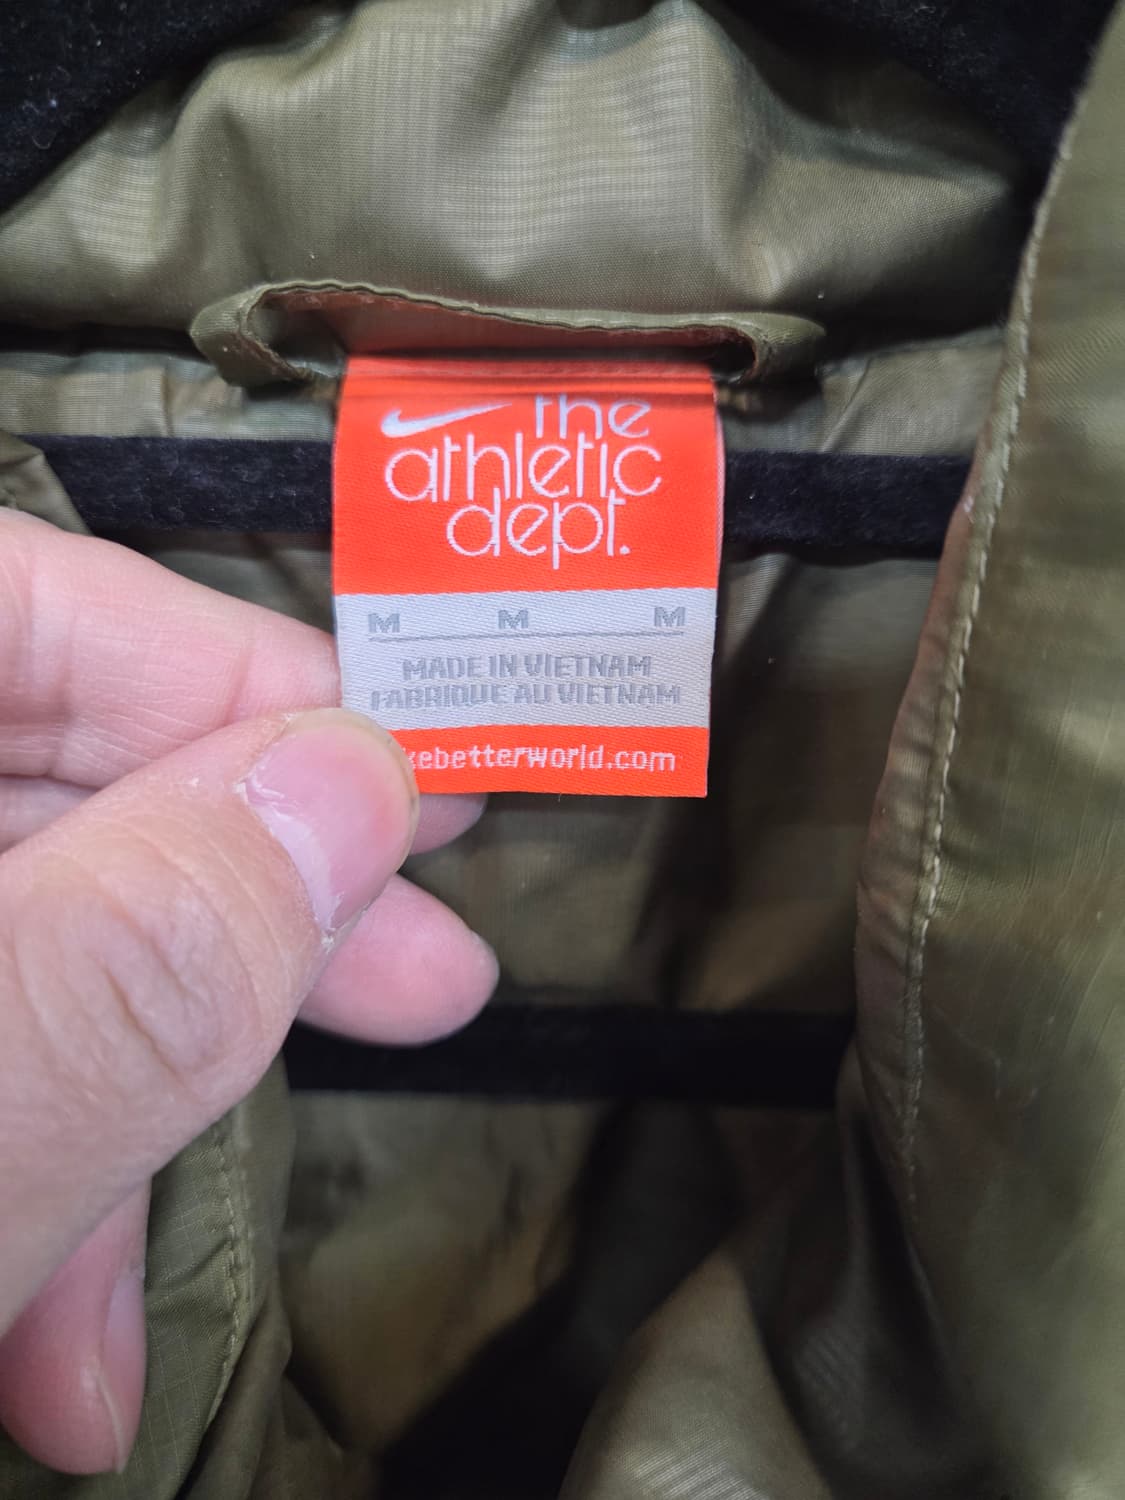 the
athletic
dept.
M M M
MADE IN VIETNAM
FABRIQUE AU VIETNAM
kebetterworld.com